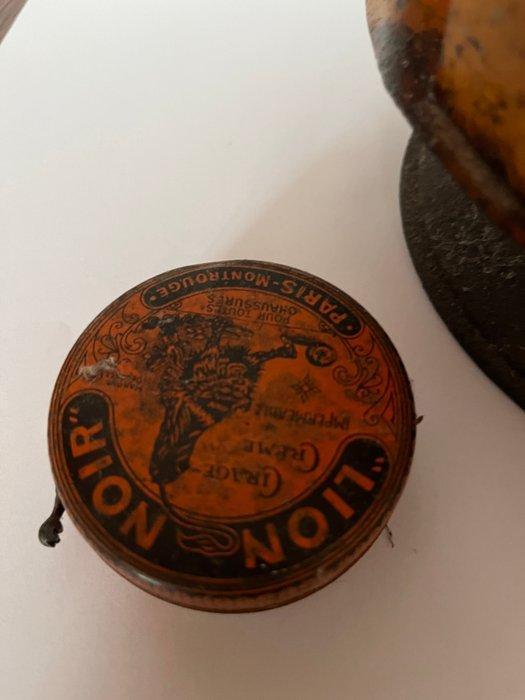 "LION NOIR"
CIRAGE
CRÈME
IMPERMÉABLE
POUR TOUTES
CHAUSSURES
• PARIS-MONTROUGE •